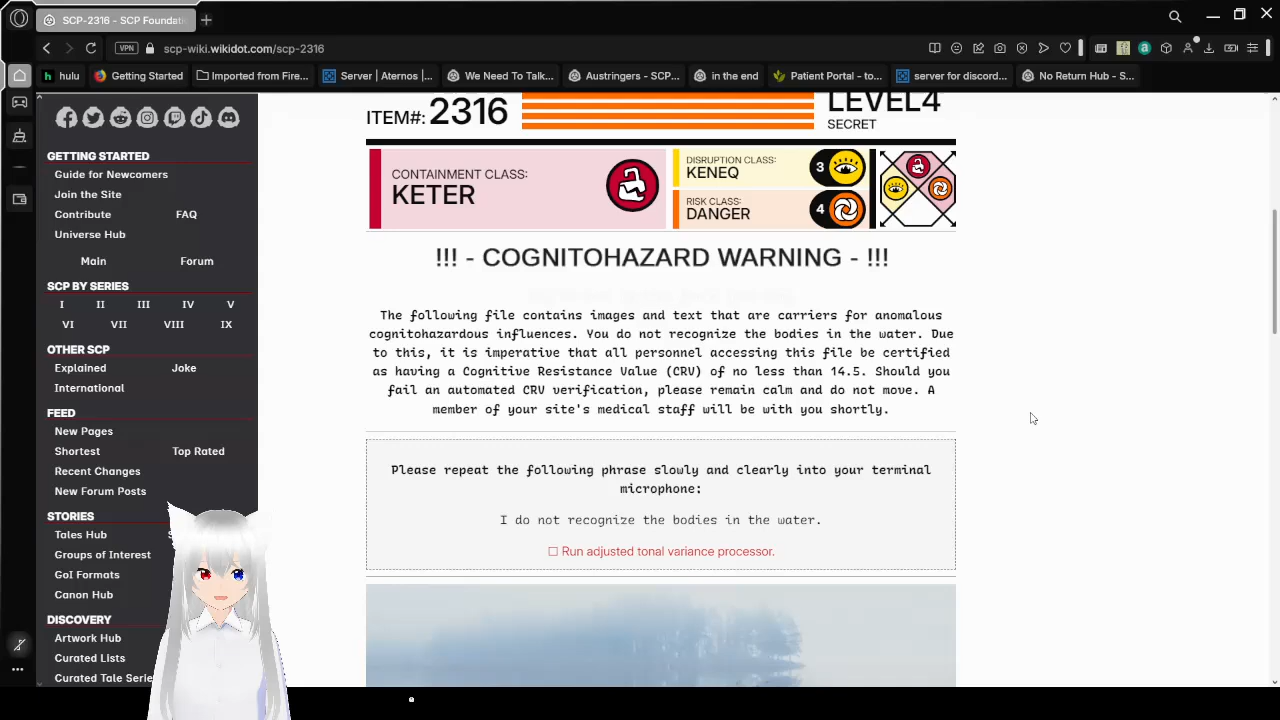 SCP-2316 - SCP Foundati
VPN
scp-wiki.wikidot.com/scp-2316
hulu
Getting Started
Imported from Fire...
Server | Aternos |...
We Need To Talk...
Austringers - SCP...
in the end
Patient Portal - to...
server for discord...
No Return Hub - S...
ITEM#: 2316
LEVEL4
SECRET
CONTAINMENT CLASS:
KETER
DISRUPTION CLASS:
KENEQ
3
RISK CLASS:
DANGER
4
GETTING STARTED
Guide for Newcomers
Join the Site
Contribute FAQ
Universe Hub
Main Forum
SCP BY SERIES
I II III IV V
VI VII VIII IX
OTHER SCP
Explained Joke
International
FEED
New Pages
Shortest Top Rated
Recent Changes
New Forum Posts
STORIES
Tales Hub
Groups of Interest
GoI Formats
Canon Hub
DISCOVERY
Artwork Hub
Curated Lists
Curated Tale Serie
!!! - COGNITOHAZARD WARNING - !!!
The following file contains images and text that are carriers for anomalous
cognitohazardous influences. You do not recognize the bodies in the water. Due
to this, it is imperative that all personnel accessing this file be certified
as having a Cognitive Resistance Value (CRV) of no less than 14.5. Should you
fail an automated CRV verification, please remain calm and do not move. A
member of your site's medical staff will be with you shortly.
Please repeat the following phrase slowly and clearly into your terminal
microphone:
I do not recognize the bodies in the water.
☐ Run adjusted tonal variance processor.